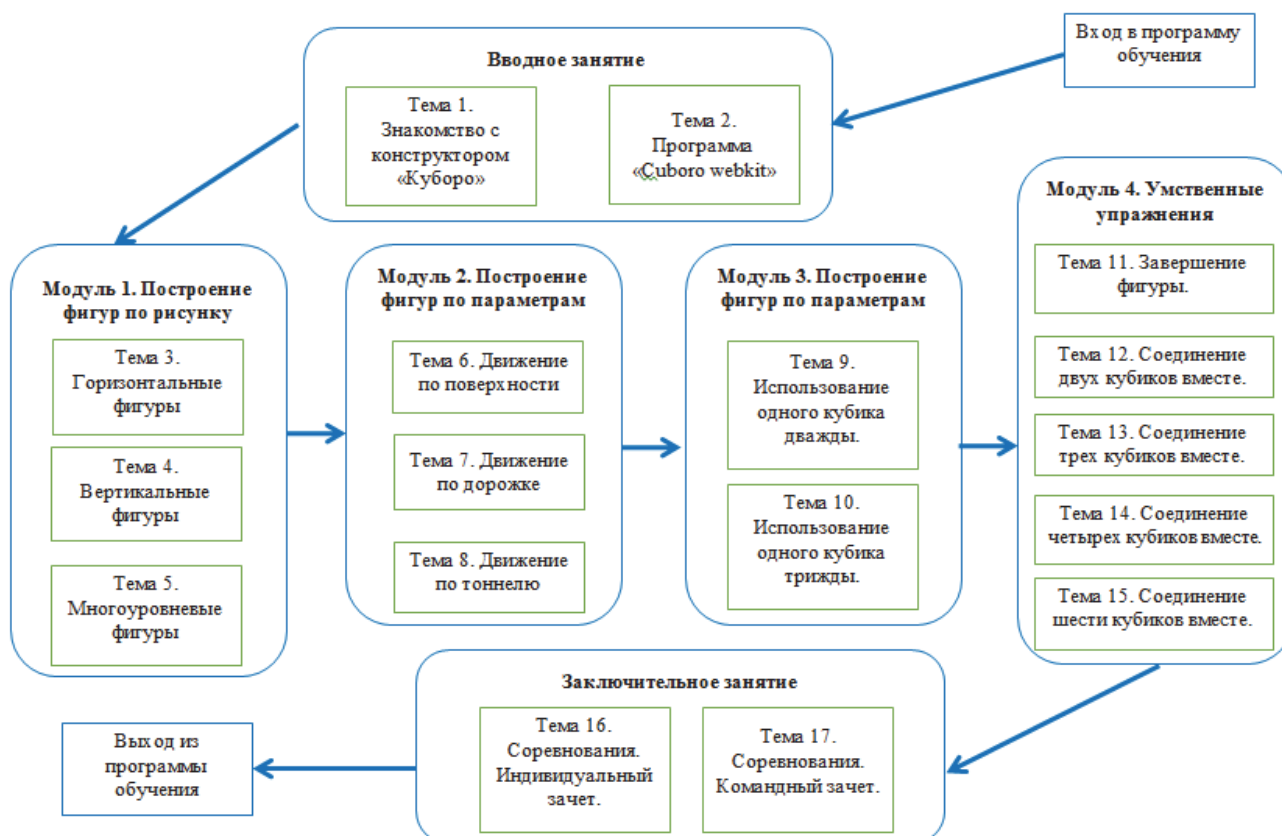 Вход в программу
обучения
Вводное занятие
Тема 1.
Знакомство с
конструктором
«Куборо»
Тема 2.
Программа
«Cuboro webkit»
Модуль 1. Построение
фигур по рисунку
Тема 3.
Горизонтальные
фигуры
Тема 4.
Вертикальные
фигуры
Тема 5.
Многоуровневые
фигуры
Модуль 2. Построение
фигур по параметрам
Тема 6. Движение
по поверхности
Тема 7. Движение
по дорожке
Тема 8. Движение
по тоннелю
Модуль 3. Построение
фигур по параметрам
Тема 9.
Использование
одного кубика
дважды.
Тема 10.
Использование
одного кубика
трижды.
Модуль 4. Умственные
упражнения
Тема 11. Завершение
фигуры.
Тема 12. Соединение
двух кубиков вместе.
Тема 13. Соединение
трех кубиков вместе.
Тема 14. Соединение
четырех кубиков вместе.
Тема 15. Соединение
шести кубиков вместе.
Заключительное занятие
Тема 16.
Соревнования.
Индивидуальный
зачет.
Тема 17.
Соревнования.
Командный зачет.
Выход из
программы
обучения